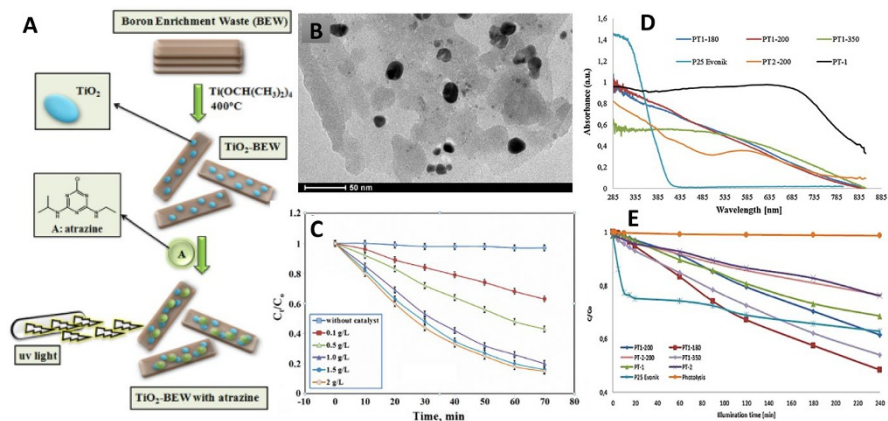 A
Boron Enrichment Waste (BEW)
TiO2
Ti(OCH(CH3)2)4
400°C
TiO2-BEW
Cl
N
N
N
N
H
N
H
A: atrazine
A
uv light
TiO2-BEW with atrazine
B
50 nm
C
Ct/Co
1.0
0.8
0.6
0.4
0.2
0
without catalyst
0.1 g/L
0.5 g/L
1.0 g/L
1.5 g/L
2 g/L
-10 0 10 20 30 40 50 60 70 80
Time, min
D
PT1-180 PT1-200 PT1-350
P25 Evonik PT2 -200 PT-1
Absorbance (a.u.)
1,6
1,4
1,2
1
0,8
0,6
0,4
0,2
0
285 335 385 435 485 535 585 635 685 735 785 835 885
Wavelength [nm]
E
C/Co
1
0,8
0,6
0,4
PT1-200 PT1-180
PT-2-200 PT1-350
PT-1 PT-2
P25 Evonik Photolysis
0 20 40 60 80 100 120 140 160 180 200 220 240
Illumination time [min]